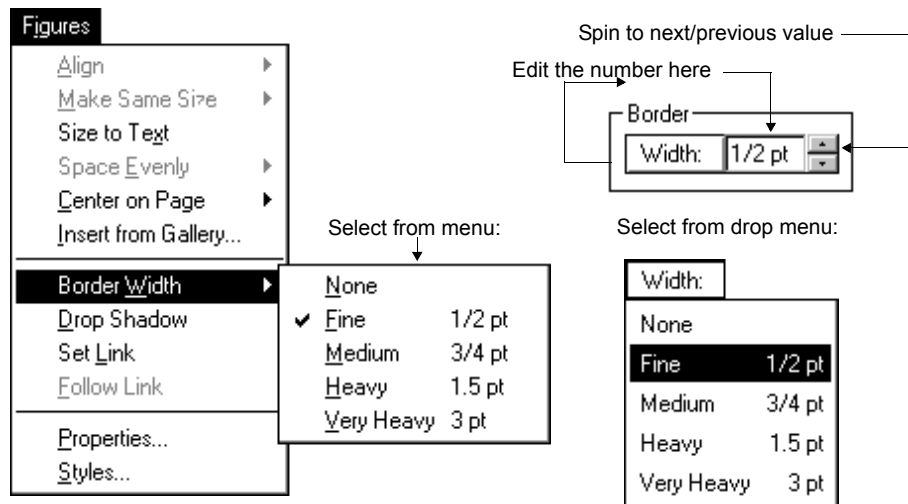 Figures
Align
Make Same Size
Size to Text
Space Evenly
Center on Page
Insert from Gallery...
Border Width
Drop Shadow
Set Link
Follow Link
Properties...
Styles...
Select from menu:
None
Fine 1/2 pt
Medium 3/4 pt
Heavy 1.5 pt
Very Heavy 3 pt
Spin to next/previous value
Edit the number here
Border
Width: 1/2 pt
Select from drop menu:
Width:
None
Fine 1/2 pt
Medium 3/4 pt
Heavy 1.5 pt
Very Heavy 3 pt